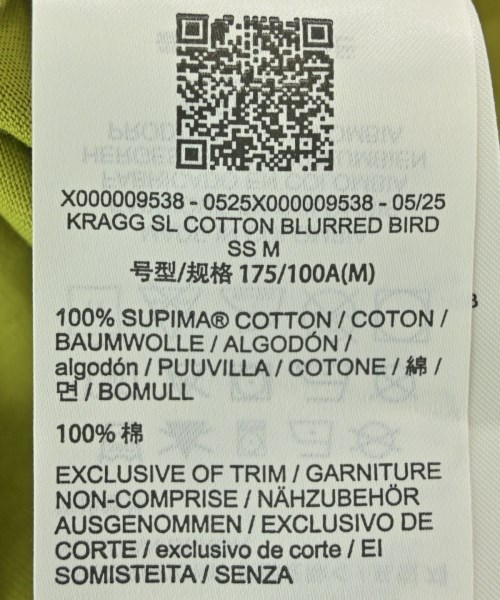 X000009538 - 0525X000009538 - 05/25
KRAGG SL COTTON BLURRED BIRD
SS M
号型/规格 175/100A(M)
100% SUPIMA® COTTON / COTON /
BAUMWOLLE / ALGODÓN /
algodón / PUUVILLA / COTONE / 綿 /
면 / BOMULL
100% 棉
EXCLUSIVE OF TRIM / GARNITURE
NON-COMPRISE / NÄHZUBEHÖR
AUSGENOMMEN / EXCLUSIVO DE
CORTE / exclusivo de corte / EI
SOMISTEITA / SENZA